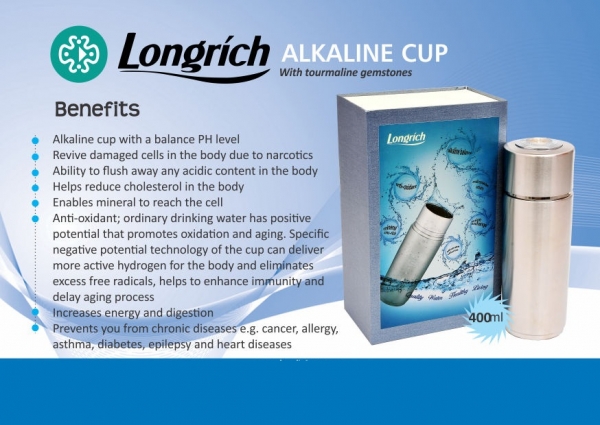 Longrích ALKALINE CUP
With tourmaline gemstones
Benefits
Alkaline cup with a balance PH level
Revive damaged cells in the body due to narcotics
Ability to flush away any acidic content in the body
Helps reduce cholesterol in the body
Enables mineral to reach the cell
Anti-oxidant; ordinary drinking water has positive
potential that promotes oxidation and aging. Specific
negative potential technology of the cup can deliver
more active hydrogen for the body and eliminates
excess free radicals, helps to enhance immunity and
delay aging process
Increases energy and digestion
Prevents you from chronic diseases e.g. cancer, allergy,
asthma, diabetes, epilepsy and heart diseases
Longrich
Quality Water Healthy Living
400ml